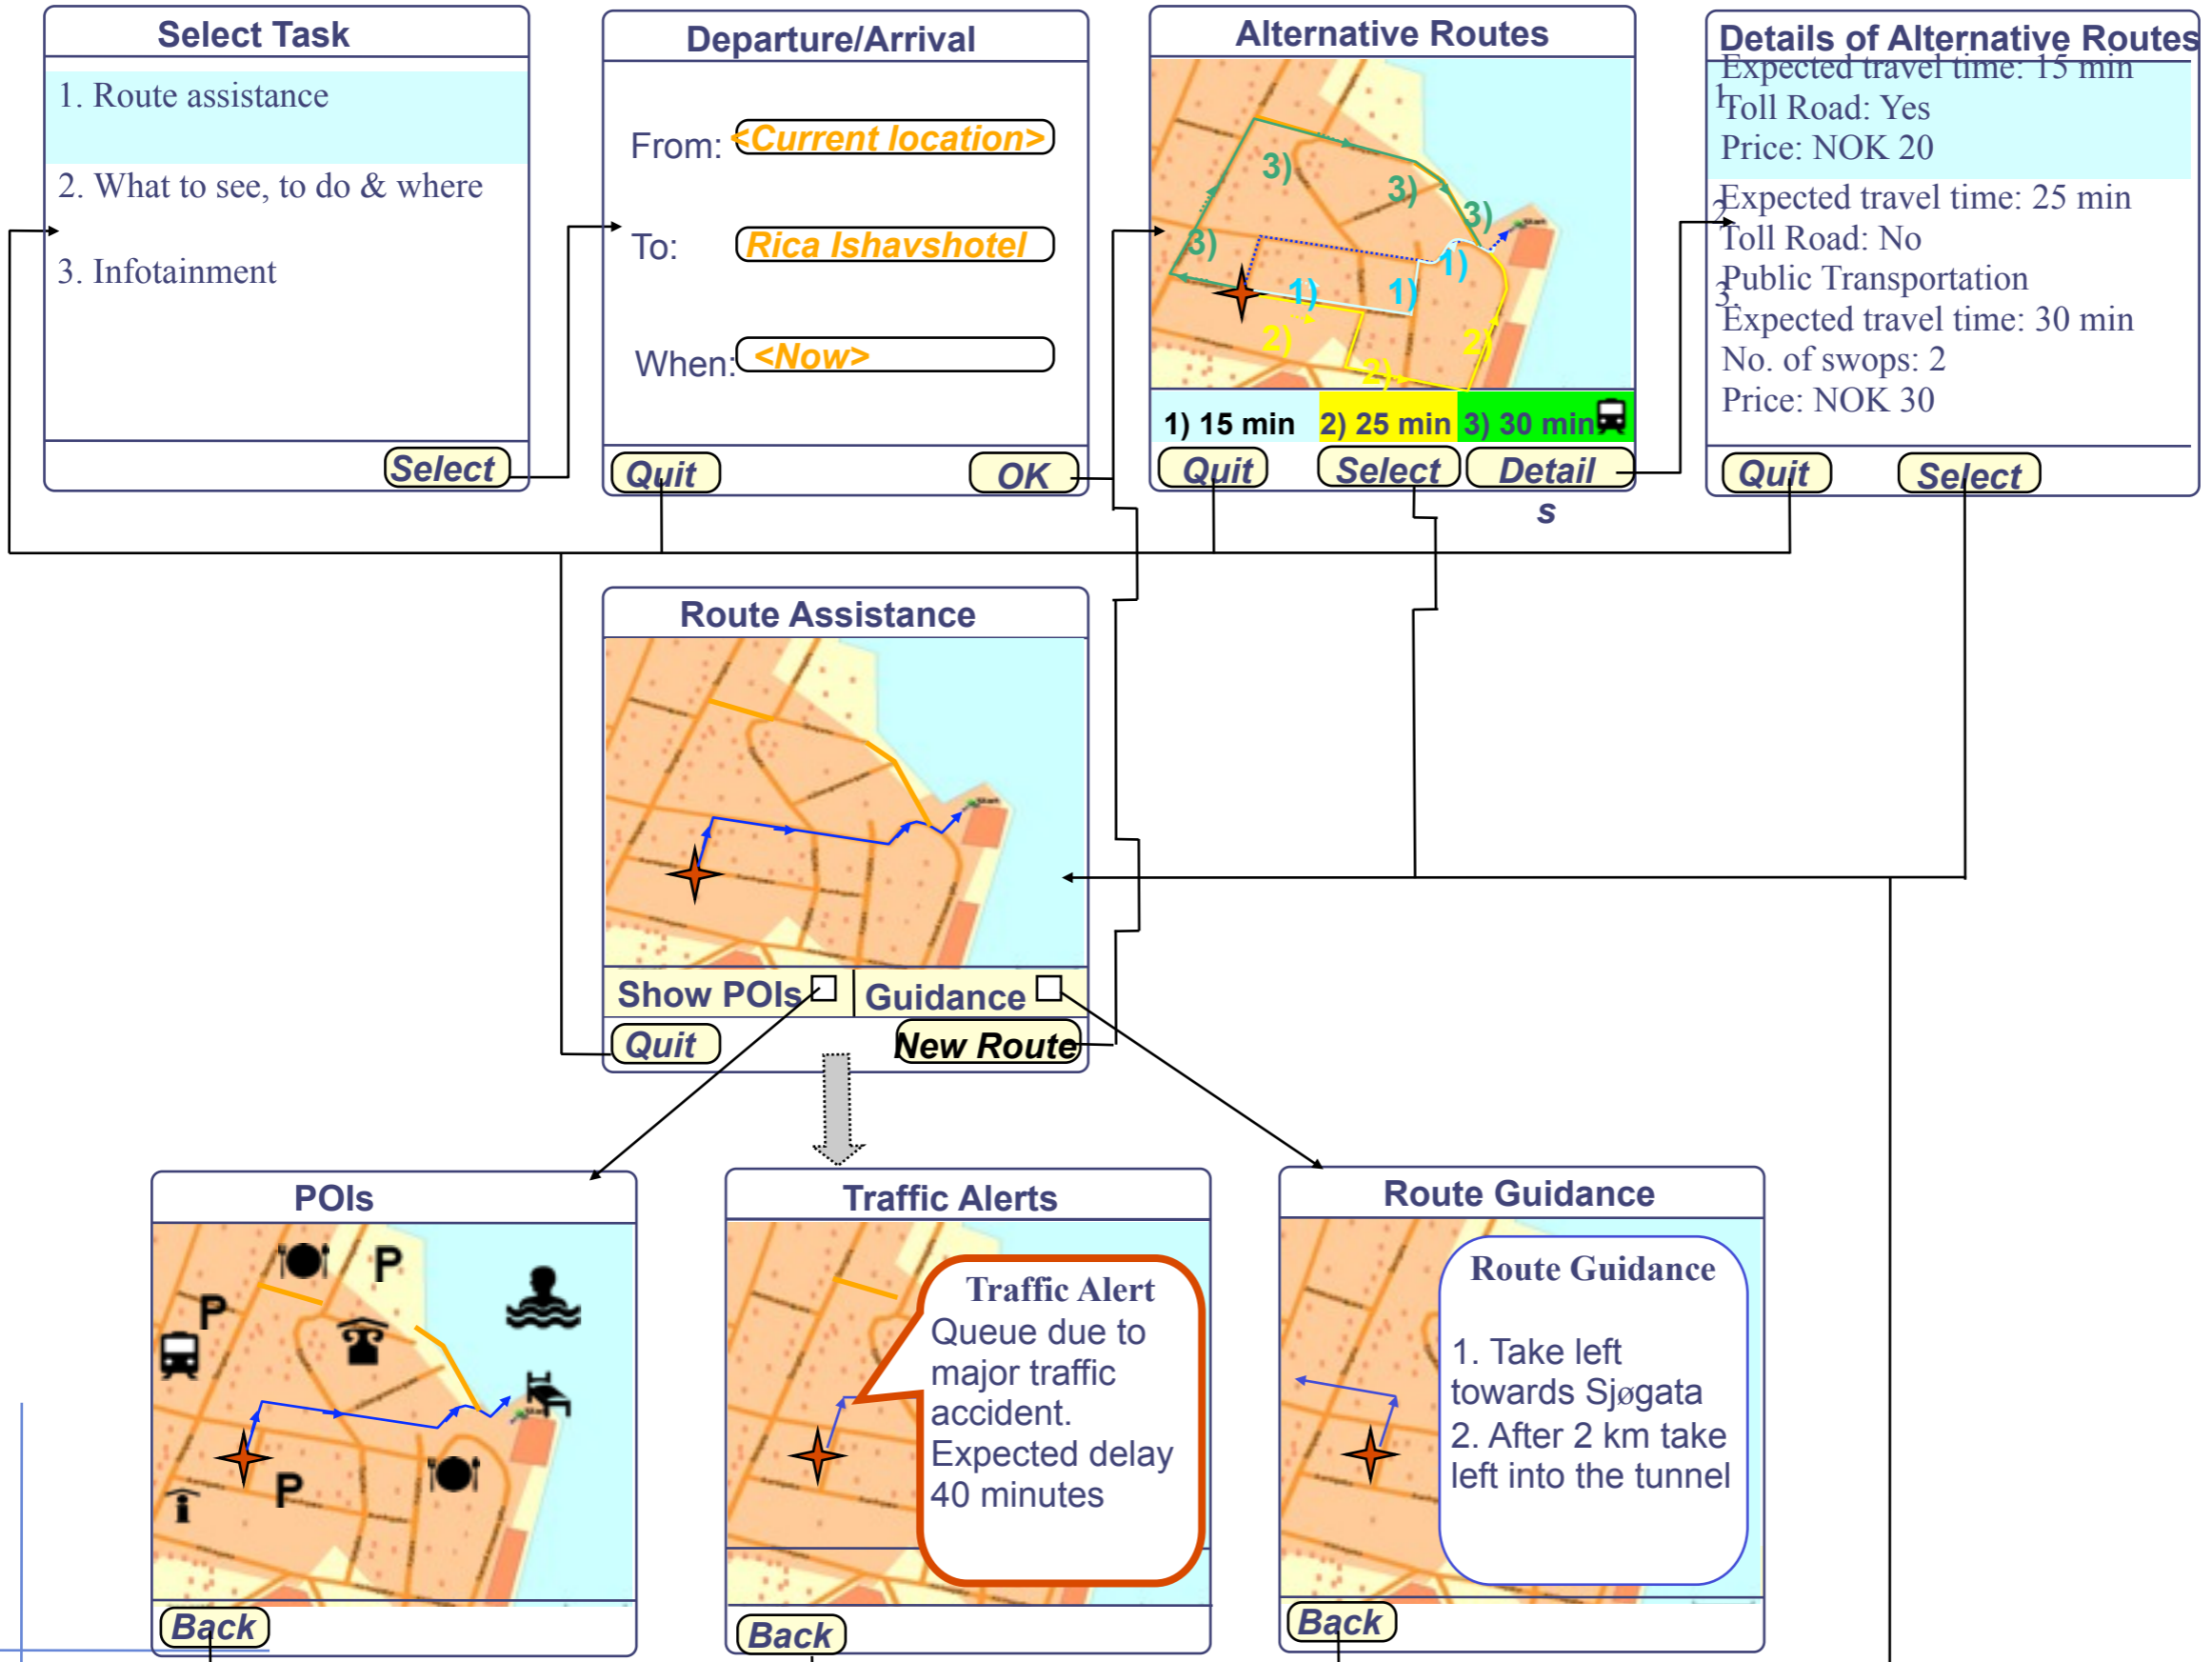 Select Task
1. Route assistance
2. What to see, to do & where
3. Infotainment
Select
Departure/Arrival
From: <Current location>
To: Rica Ishavshotel
When: <Now>
Quit
OK
Alternative Routes
3)
3)
3)
3)
1)
1)
1)
2)
2)
2)
Start
1) 15 min
2) 25 min
3) 30 min
Quit
Select
Detail
s
Details of Alternative Routes
Expected travel time: 15 min
1.
Toll Road: Yes
Price: NOK 20
Expected travel time: 25 min
2.
Toll Road: No
Public Transportation
3.
Expected travel time: 30 min
No. of swops: 2
Price: NOK 30
Quit
Select
Route Assistance
Start
Show POIs
Guidance
Quit
New Route
POIs
P
P
P
Back
Traffic Alerts
Traffic Alert
Queue due to
major traffic
accident.
Expected delay
40 minutes
Back
Route Guidance
Route Guidance
1. Take left
towards Sjøgata
2. After 2 km take
left into the tunnel
Back